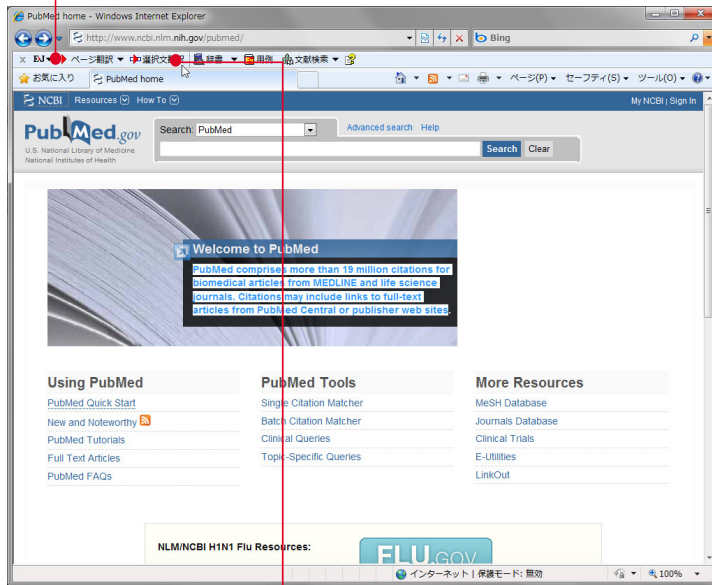 PubMed home - Windows Internet Explorer
http://www.ncbi.nlm.nih.gov/pubmed/
Bing
x EJ ページ翻訳 選択文翻訳 辞書 用例 文献検索
お気に入り PubMed home ページ(P) セーフティ(S) ツール(O)
NCBI Resources How To My NCBI | Sign In
PubMed.gov
U.S. National Library of Medicine
National Institutes of Health
Search: PubMed Advanced search Help
Search Clear
Welcome to PubMed
PubMed comprises more than 19 million citations for
biomedical articles from MEDLINE and life science
journals. Citations may include links to full-text
articles from PubMed Central or publisher web sites.
Using PubMed PubMed Tools More Resources
PubMed Quick Start Single Citation Matcher MeSH Database
New and Noteworthy Batch Citation Matcher Journals Database
PubMed Tutorials Clinical Queries Clinical Trials
Full Text Articles Topic-Specific Queries E-Utilities
PubMed FAQs LinkOut
NLM/NCBI H1N1 Flu Resources:
FLU.GOV
インターネット | 保護モード: 無効 100%